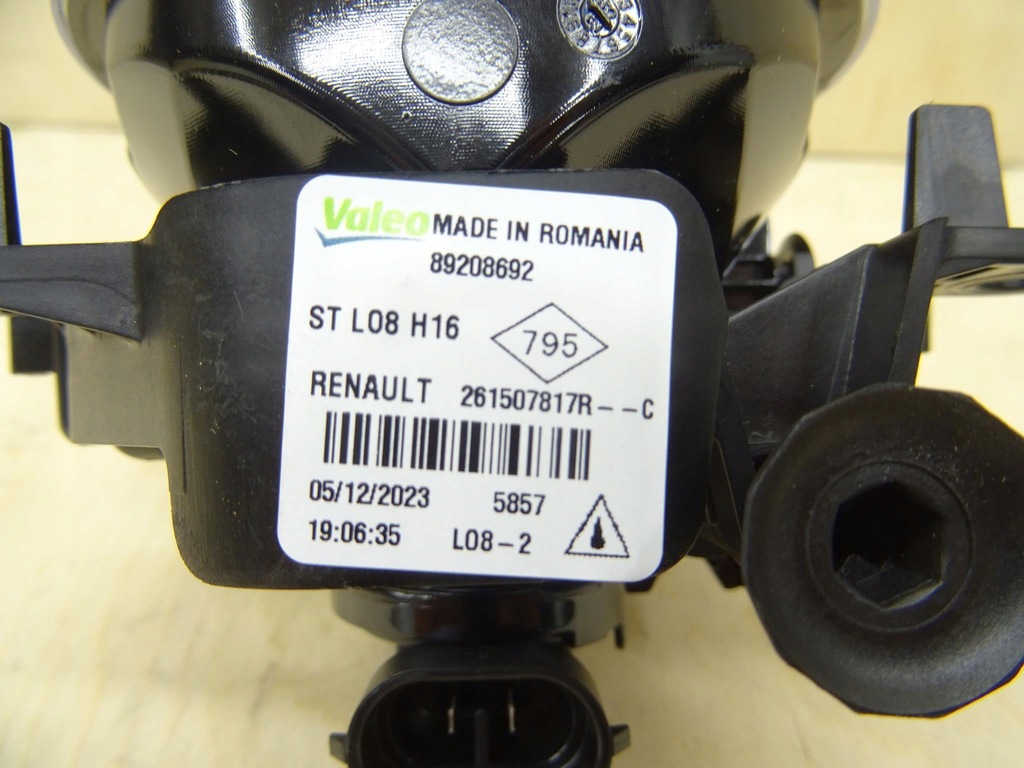 Valeo MADE IN ROMANIA
89208692
ST L08 H16
795
RENAULT 261507817R--C
05/12/2023 5857
19:06:35 L08-2